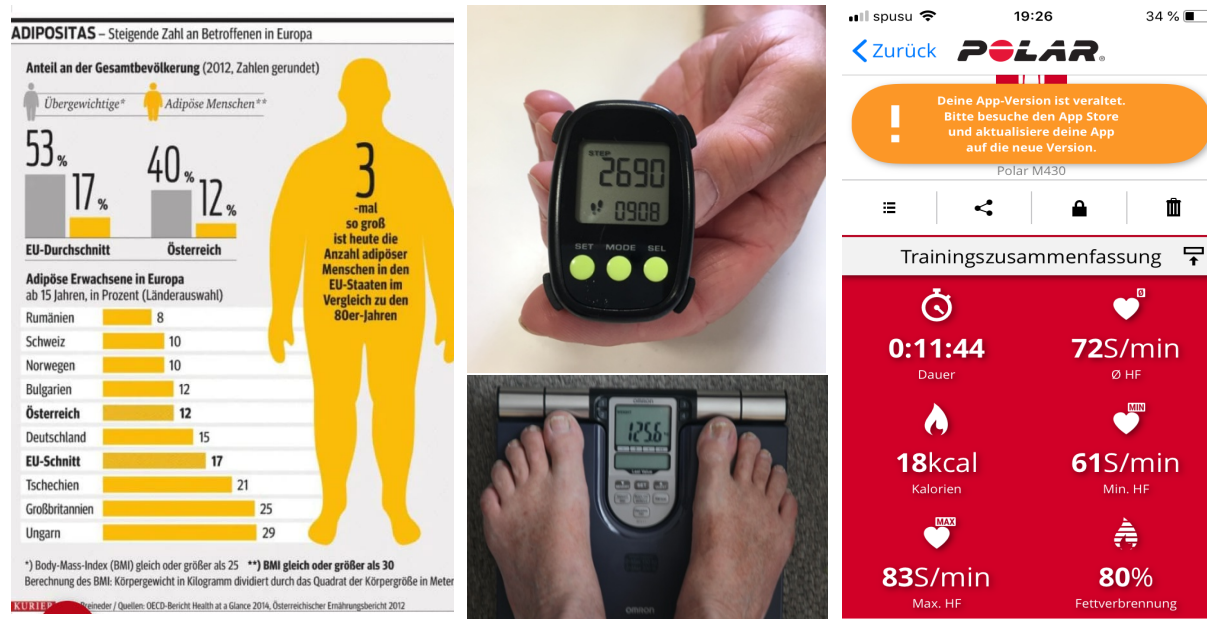 ADIPOSITAS – Steigende Zahl an Betroffenen in Europa
Anteil an der Gesamtbevölkerung (2012, Zahlen gerundet)
Übergewichtige*
Adipöse Menschen**
53%
17%
40%
12%
EU-Durchschnitt
Österreich
3
-mal
so groß
ist heute die
Anzahl adipöser
Menschen in den
EU-Staaten im
Vergleich zu den
80er-Jahren
Adipöse Erwachsene in Europa
ab 15 Jahren, in Prozent (Länderauswahl)
Rumänien 8
Schweiz 10
Norwegen 10
Bulgarien 12
Österreich 12
Deutschland 15
EU-Schnitt 17
Tschechien 21
Großbritannien 25
Ungarn 29
*) Body-Mass-Index (BMI) gleich oder größer als 25 **) BMI gleich oder größer als 30
Berechnung des BMI: Körpergewicht in Kilogramm dividiert durch das Quadrat der Körpergröße in Meter
KURIER
Breineder / Quellen: OECD-Bericht Health at a Glance 2014, Österreichischer Ernährungsbericht 2012
STEP
2690
0908
SET MODE SEL
OMRON
125.6
OMRON
spusu 19:26 34 %
Zurück POLAR
Deine App-Version ist veraltet.
Bitte besuche den App Store
und aktualisiere deine App
auf die neue Version.
Polar M430
Trainingszusammenfassung
0:11:44
Dauer
Ø
72S/min
Ø HF
18kcal
Kalorien
MIN
61S/min
Min. HF
MAX
83S/min
Max. HF
80%
Fettverbrennung